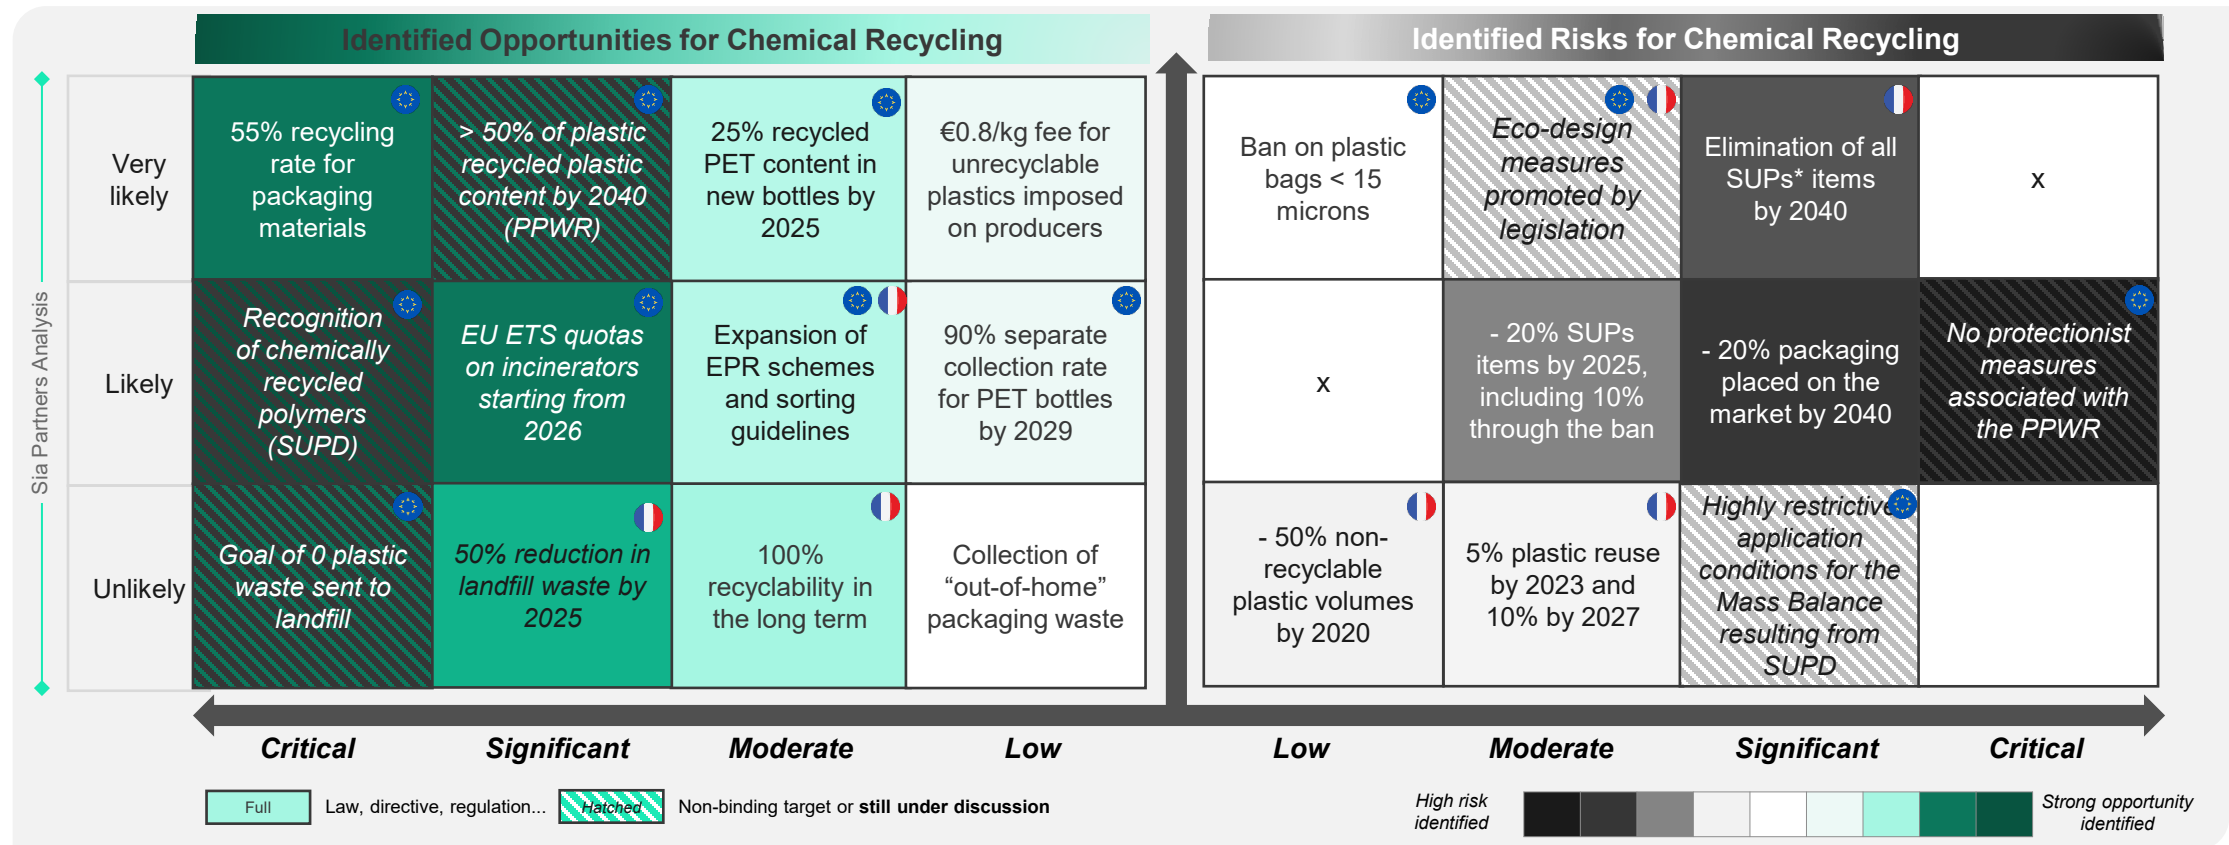 Identified Opportunities for Chemical Recycling
Identified Risks for Chemical Recycling
Sia Partners Analysis
Very
likely
55% recycling
rate for
packaging
materials
> 50% of plastic
recycled plastic
content by 2040
(PPWR)
25% recycled
PET content in
new bottles by
2025
€0.8/kg fee for
unrecyclable
plastics imposed
on producers
Ban on plastic
bags < 15
microns
Eco-design
measures
promoted by
legislation
Elimination of all
SUPs* items
by 2040
x
Likely
Recognition
of chemically
recycled
polymers
(SUPD)
EU ETS quotas
on incinerators
starting from
2026
Expansion of
EPR schemes
and sorting
guidelines
90% separate
collection rate
for PET bottles
by 2029
x
- 20% SUPs
items by 2025,
including 10%
through the ban
- 20% packaging
placed on the
market by 2040
No protectionist
measures
associated with
the PPWR
Unlikely
Goal of 0 plastic
waste sent to
landfill
50% reduction in
landfill waste by
2025
100%
recyclability in
the long term
Collection of
“out-of-home”
packaging waste
- 50% non-
recyclable
plastic volumes
by 2020
5% plastic reuse
by 2023 and
10% by 2027
Highly restrictive
application
conditions for the
Mass Balance
resulting from
SUPD
Critical
Significant
Moderate
Low
Low
Moderate
Significant
Critical
Full
Law, directive, regulation...
Hatched
Non-binding target or still under discussion
High risk
identified
Strong opportunity
identified